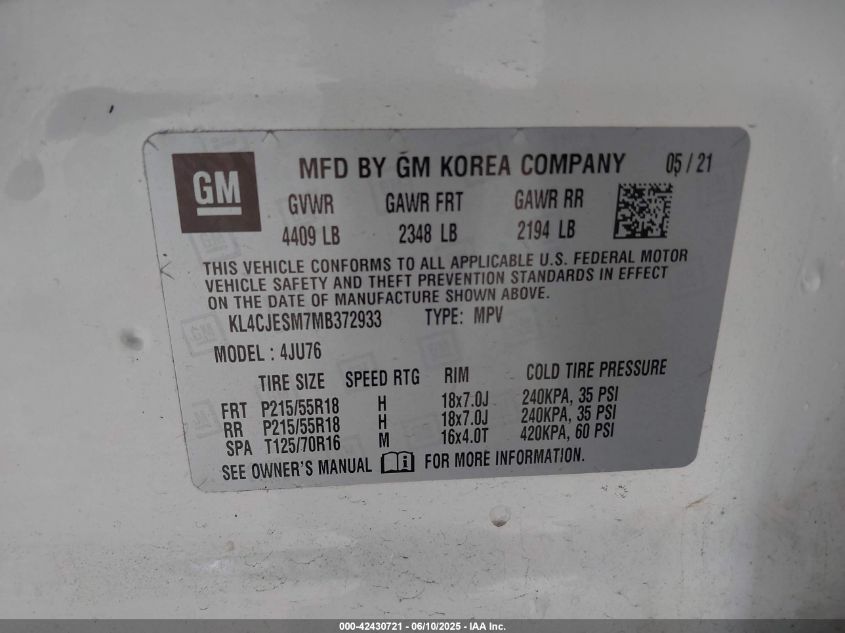 GM
MFD BY GM KOREA COMPANY 05/21
GVWR GAWR FRT GAWR RR
4409 LB 2348 LB 2194 LB
THIS VEHICLE CONFORMS TO ALL APPLICABLE U.S. FEDERAL MOTOR
VEHICLE SAFETY AND THEFT PREVENTION STANDARDS IN EFFECT
ON THE DATE OF MANUFACTURE SHOWN ABOVE.
KL4CJESM7MB372933 TYPE: MPV
MODEL : 4JU76
TIRE SIZE SPEED RTG RIM COLD TIRE PRESSURE
FRT P215/55R18 H 18x7.0J 240KPA, 35 PSI
RR P215/55R18 H 18x7.0J 240KPA, 35 PSI
SPA T125/70R16 M 16x4.0T 420KPA, 60 PSI
SEE OWNER'S MANUAL FOR MORE INFORMATION.
000-42430721 - 06/10/2025 - IAA Inc.